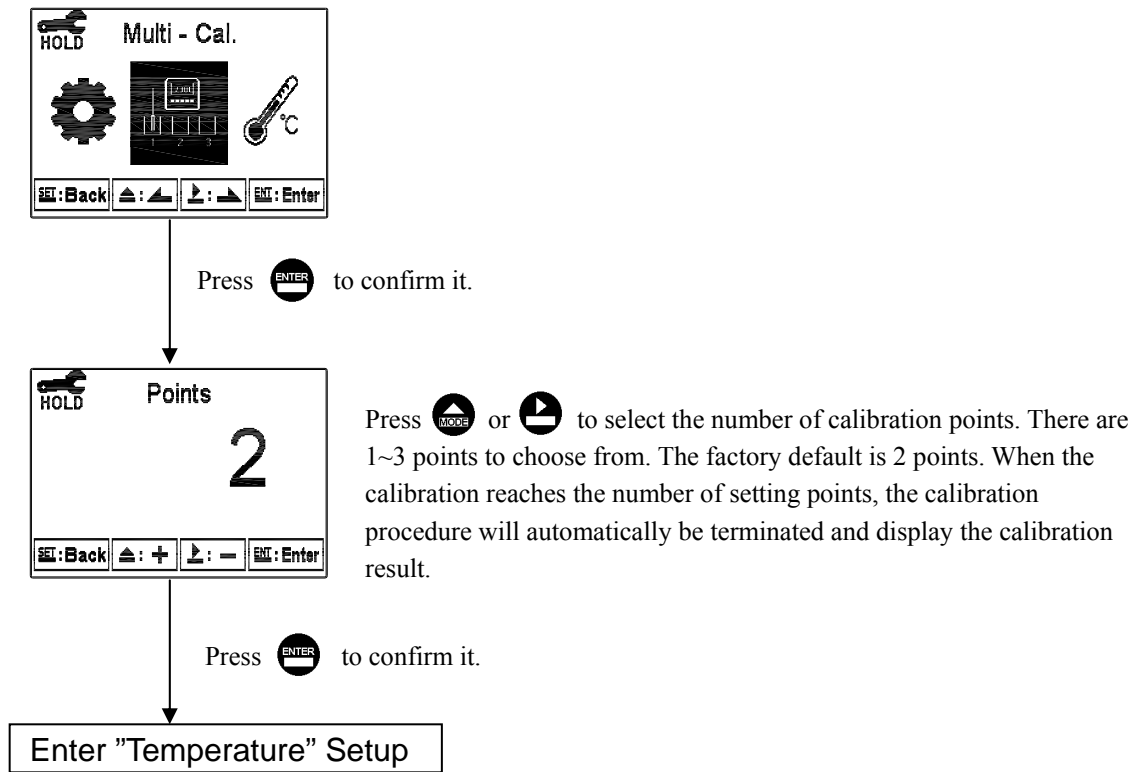 HOLD Multi - Cal.
°C
1 2 3
SET:Back ▲: : ENT:Enter
Press ENTER to confirm it.
HOLD Points
2
Press MODE or to select the number of calibration points. There are
1~3 points to choose from. The factory default is 2 points. When the
calibration reaches the number of setting points, the calibration
procedure will automatically be terminated and display the calibration
result.
SET:Back : + : - ENT:Enter
Press ENTER to confirm it.
Enter ”Temperature” Setup